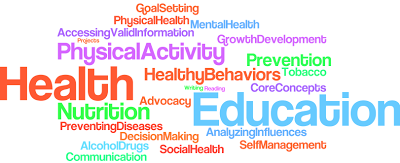 GoalSetting
PhysicalHealth MentalHealth
AccessingValidInformation
Projects GrowthDevelopment
PhysicalActivity
Prevention
Health HealthyBehaviors Tobacco
Writing Reading CoreConcepts
Nutrition Advocacy Education
PreventingDiseases
DecisionMaking AnalyzingInfluences
AlcoholDrugs SocialHealth SelfManagement
Communication